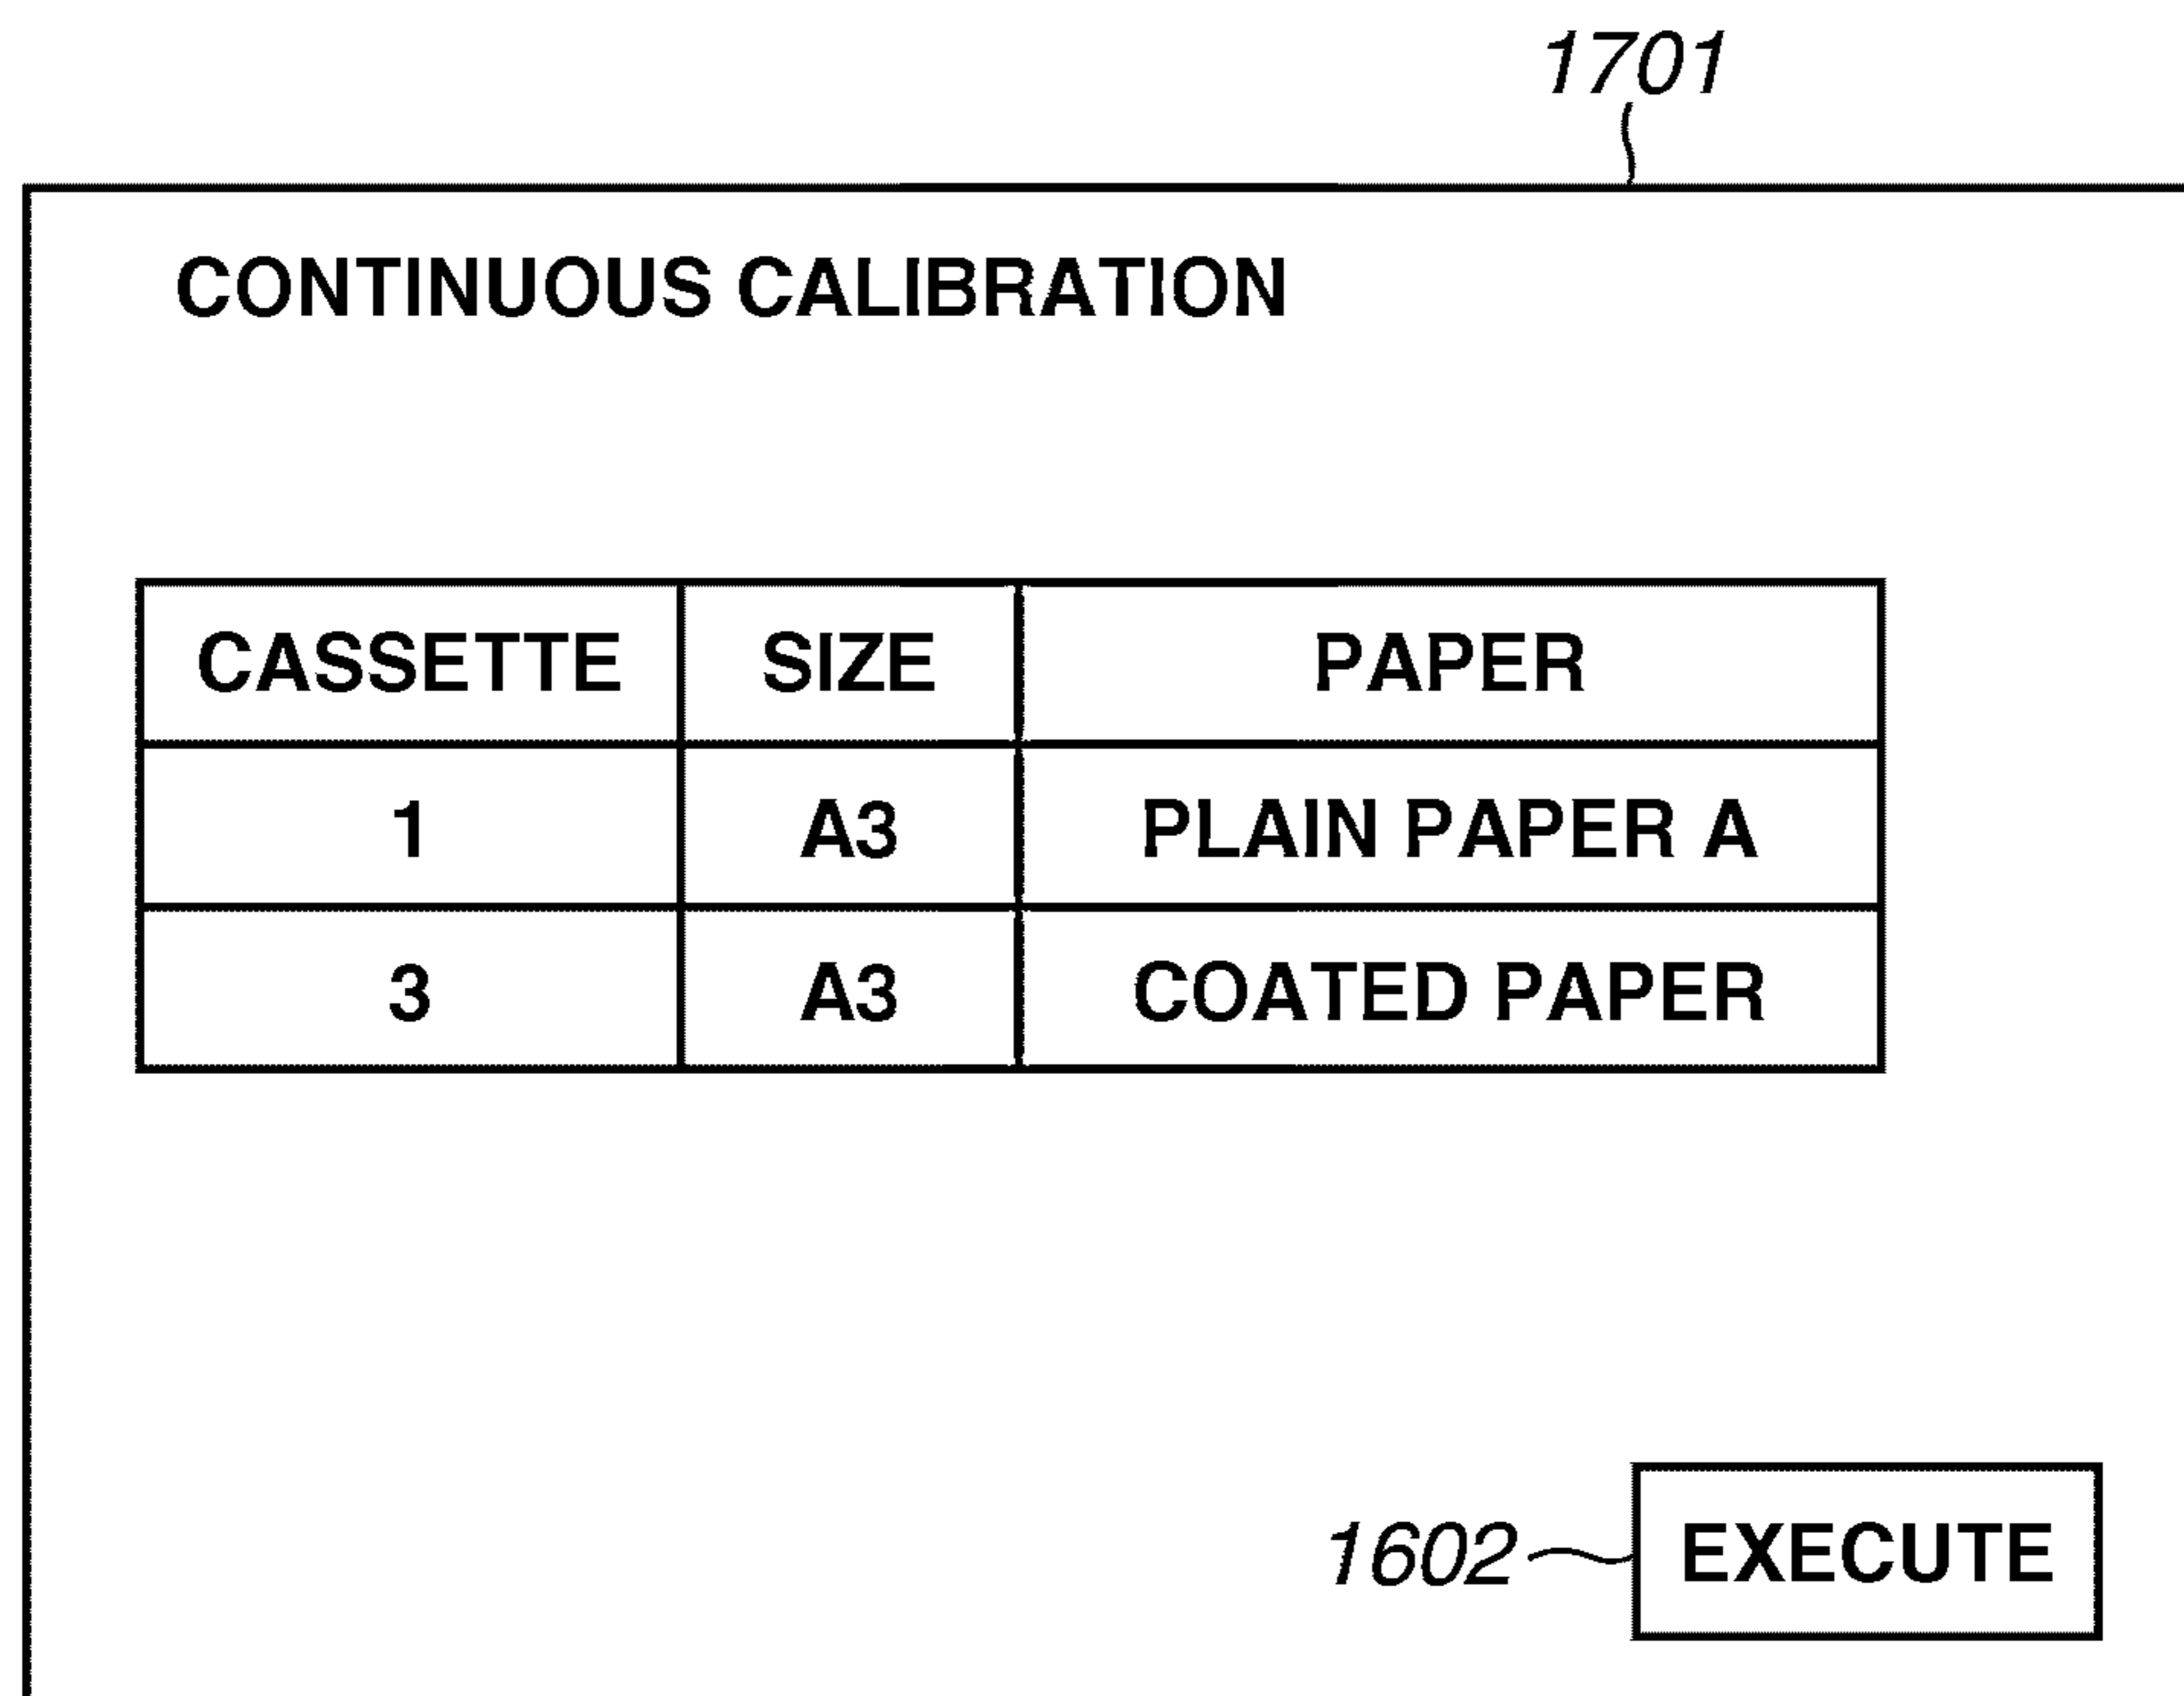 1701
CONTINUOUS CALIBRATION
CASSETTE SIZE PAPER
1 A3 PLAIN PAPER A
3 A3 COATED PAPER
1602 EXECUTE